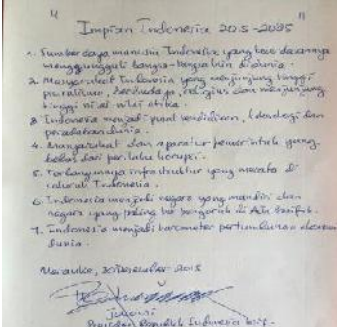 "Impian Indonesia 2015-2085"
1. Sumber daya manusia Indonesia yang
mengungguli bangsa-bangsa lain di dunia.
2. Masyarakat Indonesia yang menjunjung tinggi
pluralisme, berbudaya, religius dan menjunjung
tinggi nilai-nilai etika.
3. Indonesia menjadi pusat pendidikan, teknologi dan
peradaban dunia.
4. Masyarakat dan aparatur pemerintah yang
bebas dari perilaku korupsi.
5. Terbangunnya infrastruktur yang merata di
seluruh Indonesia.
6. Indonesia menjadi negara yang mandiri dan
negara yang paling berpengaruh di Asia Pasifik.
7. Indonesia menjadi barometer pertumbuhan ekonomi
dunia.
Merauke, 30 Desember 2015
Jokowi
Presiden Republik Indonesia